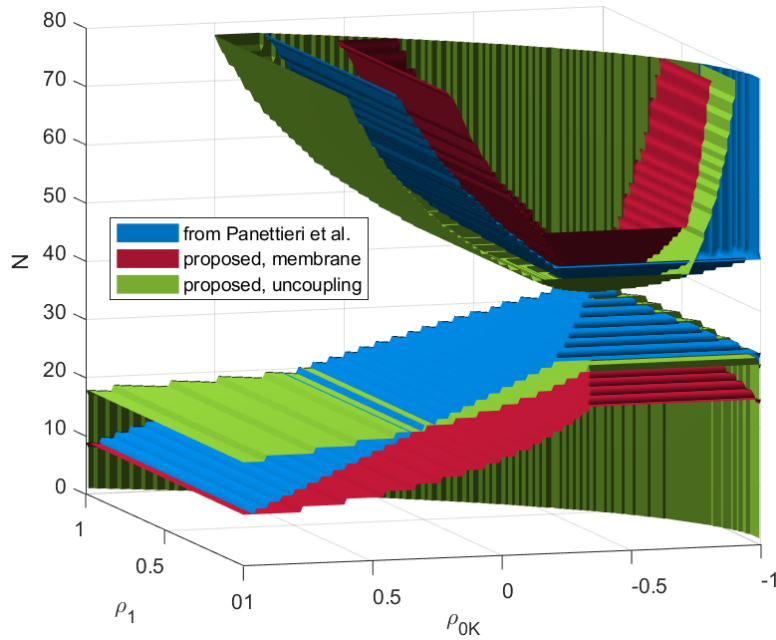 80
70
60
50
40
30
20
10
0
N
from Panettieri et al.
proposed, membrane
proposed, uncoupling
1
0.5
01
0.5
0
-0.5
-1
ρ1
ρ0K